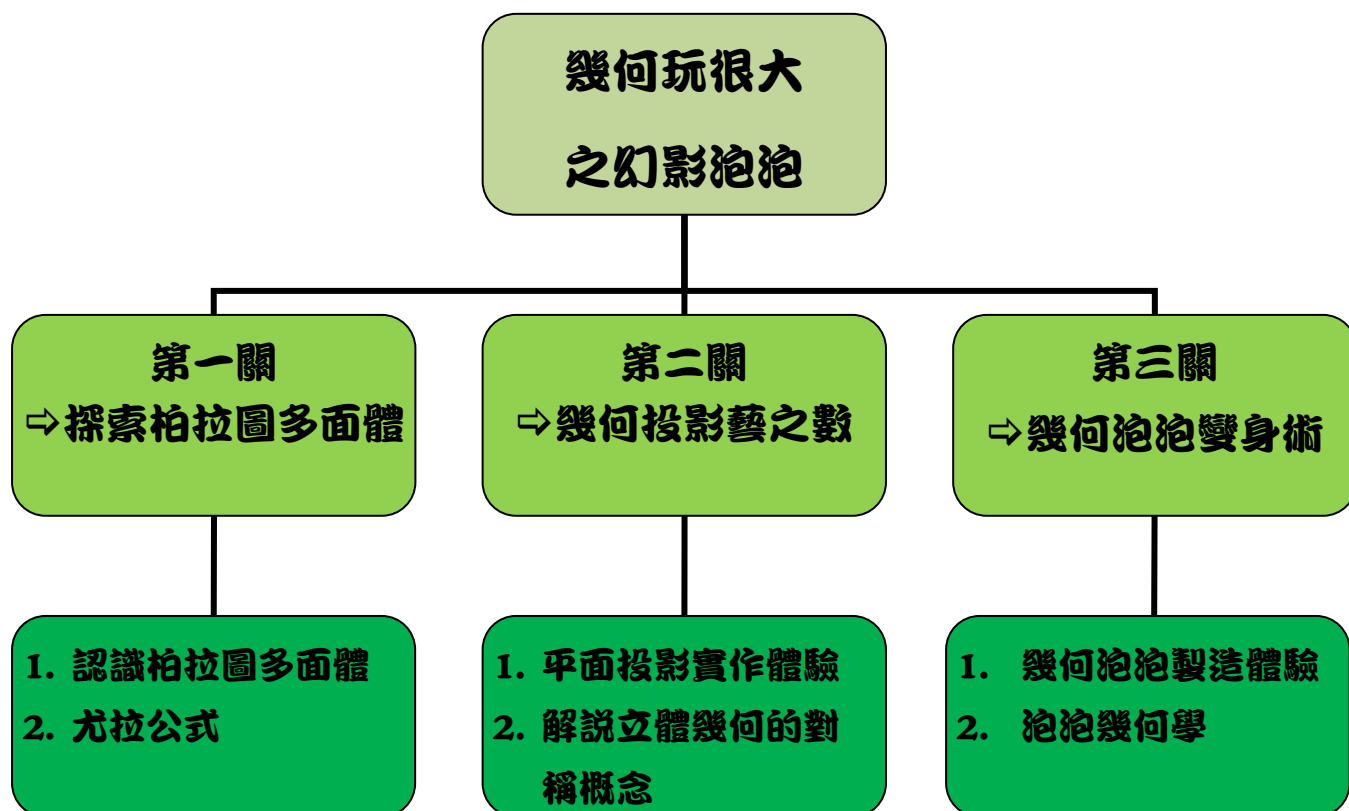 幾何玩很大
之幻影泡泡
第一關
⇨探索柏拉圖多面體
第二關
⇨幾何投影藝之數
第三關
⇨幾何泡泡變身術
1. 認識柏拉圖多面體
2. 尤拉公式
1. 平面投影實作體驗
2. 解説立體幾何的對
稱概念
1. 幾何泡泡製造體驗
2. 泡泡幾何學